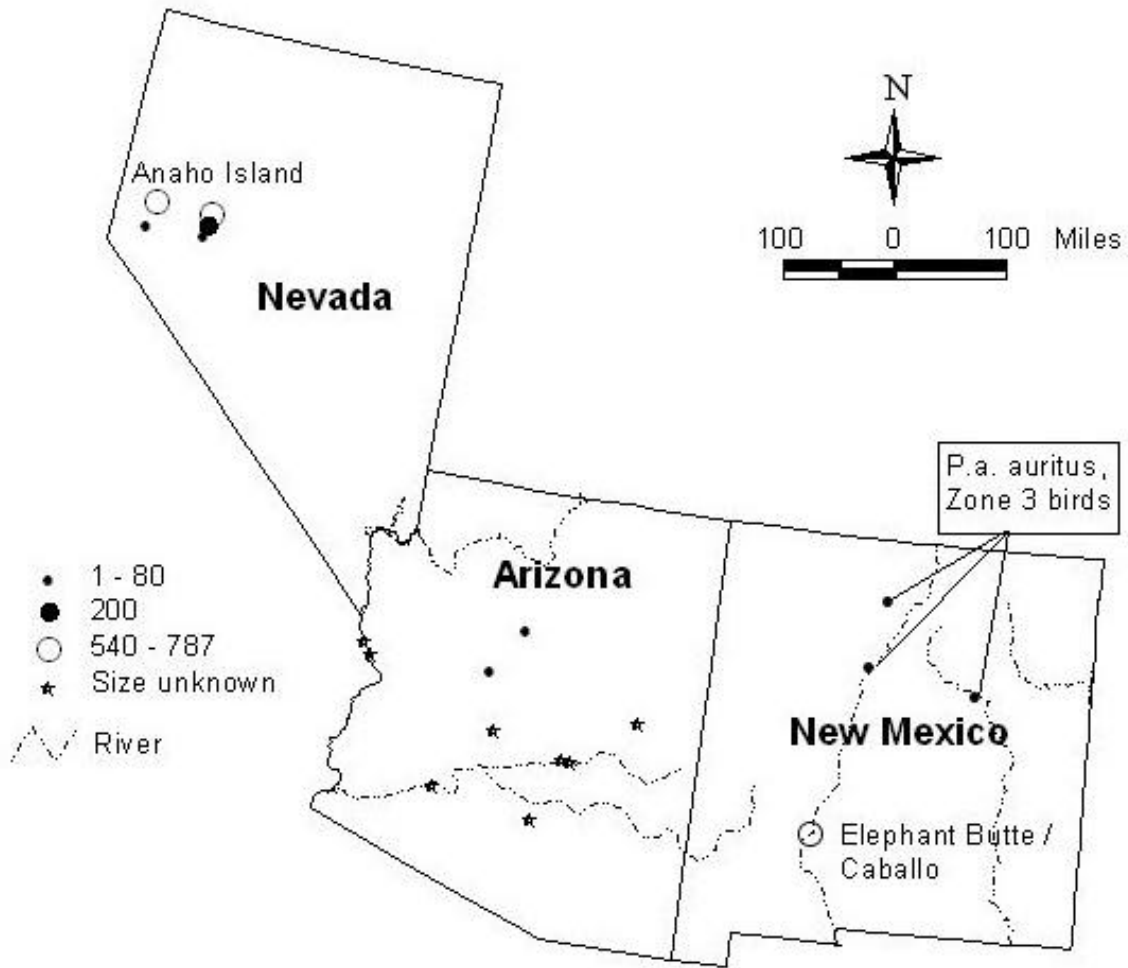 Anaho Island
Nevada
N
100 0 100 Miles
P.a. auritus,
Zone 3 birds
1 - 80
200
540 - 787
Size unknown
River
Arizona
New Mexico
Elephant Butte /
Caballo